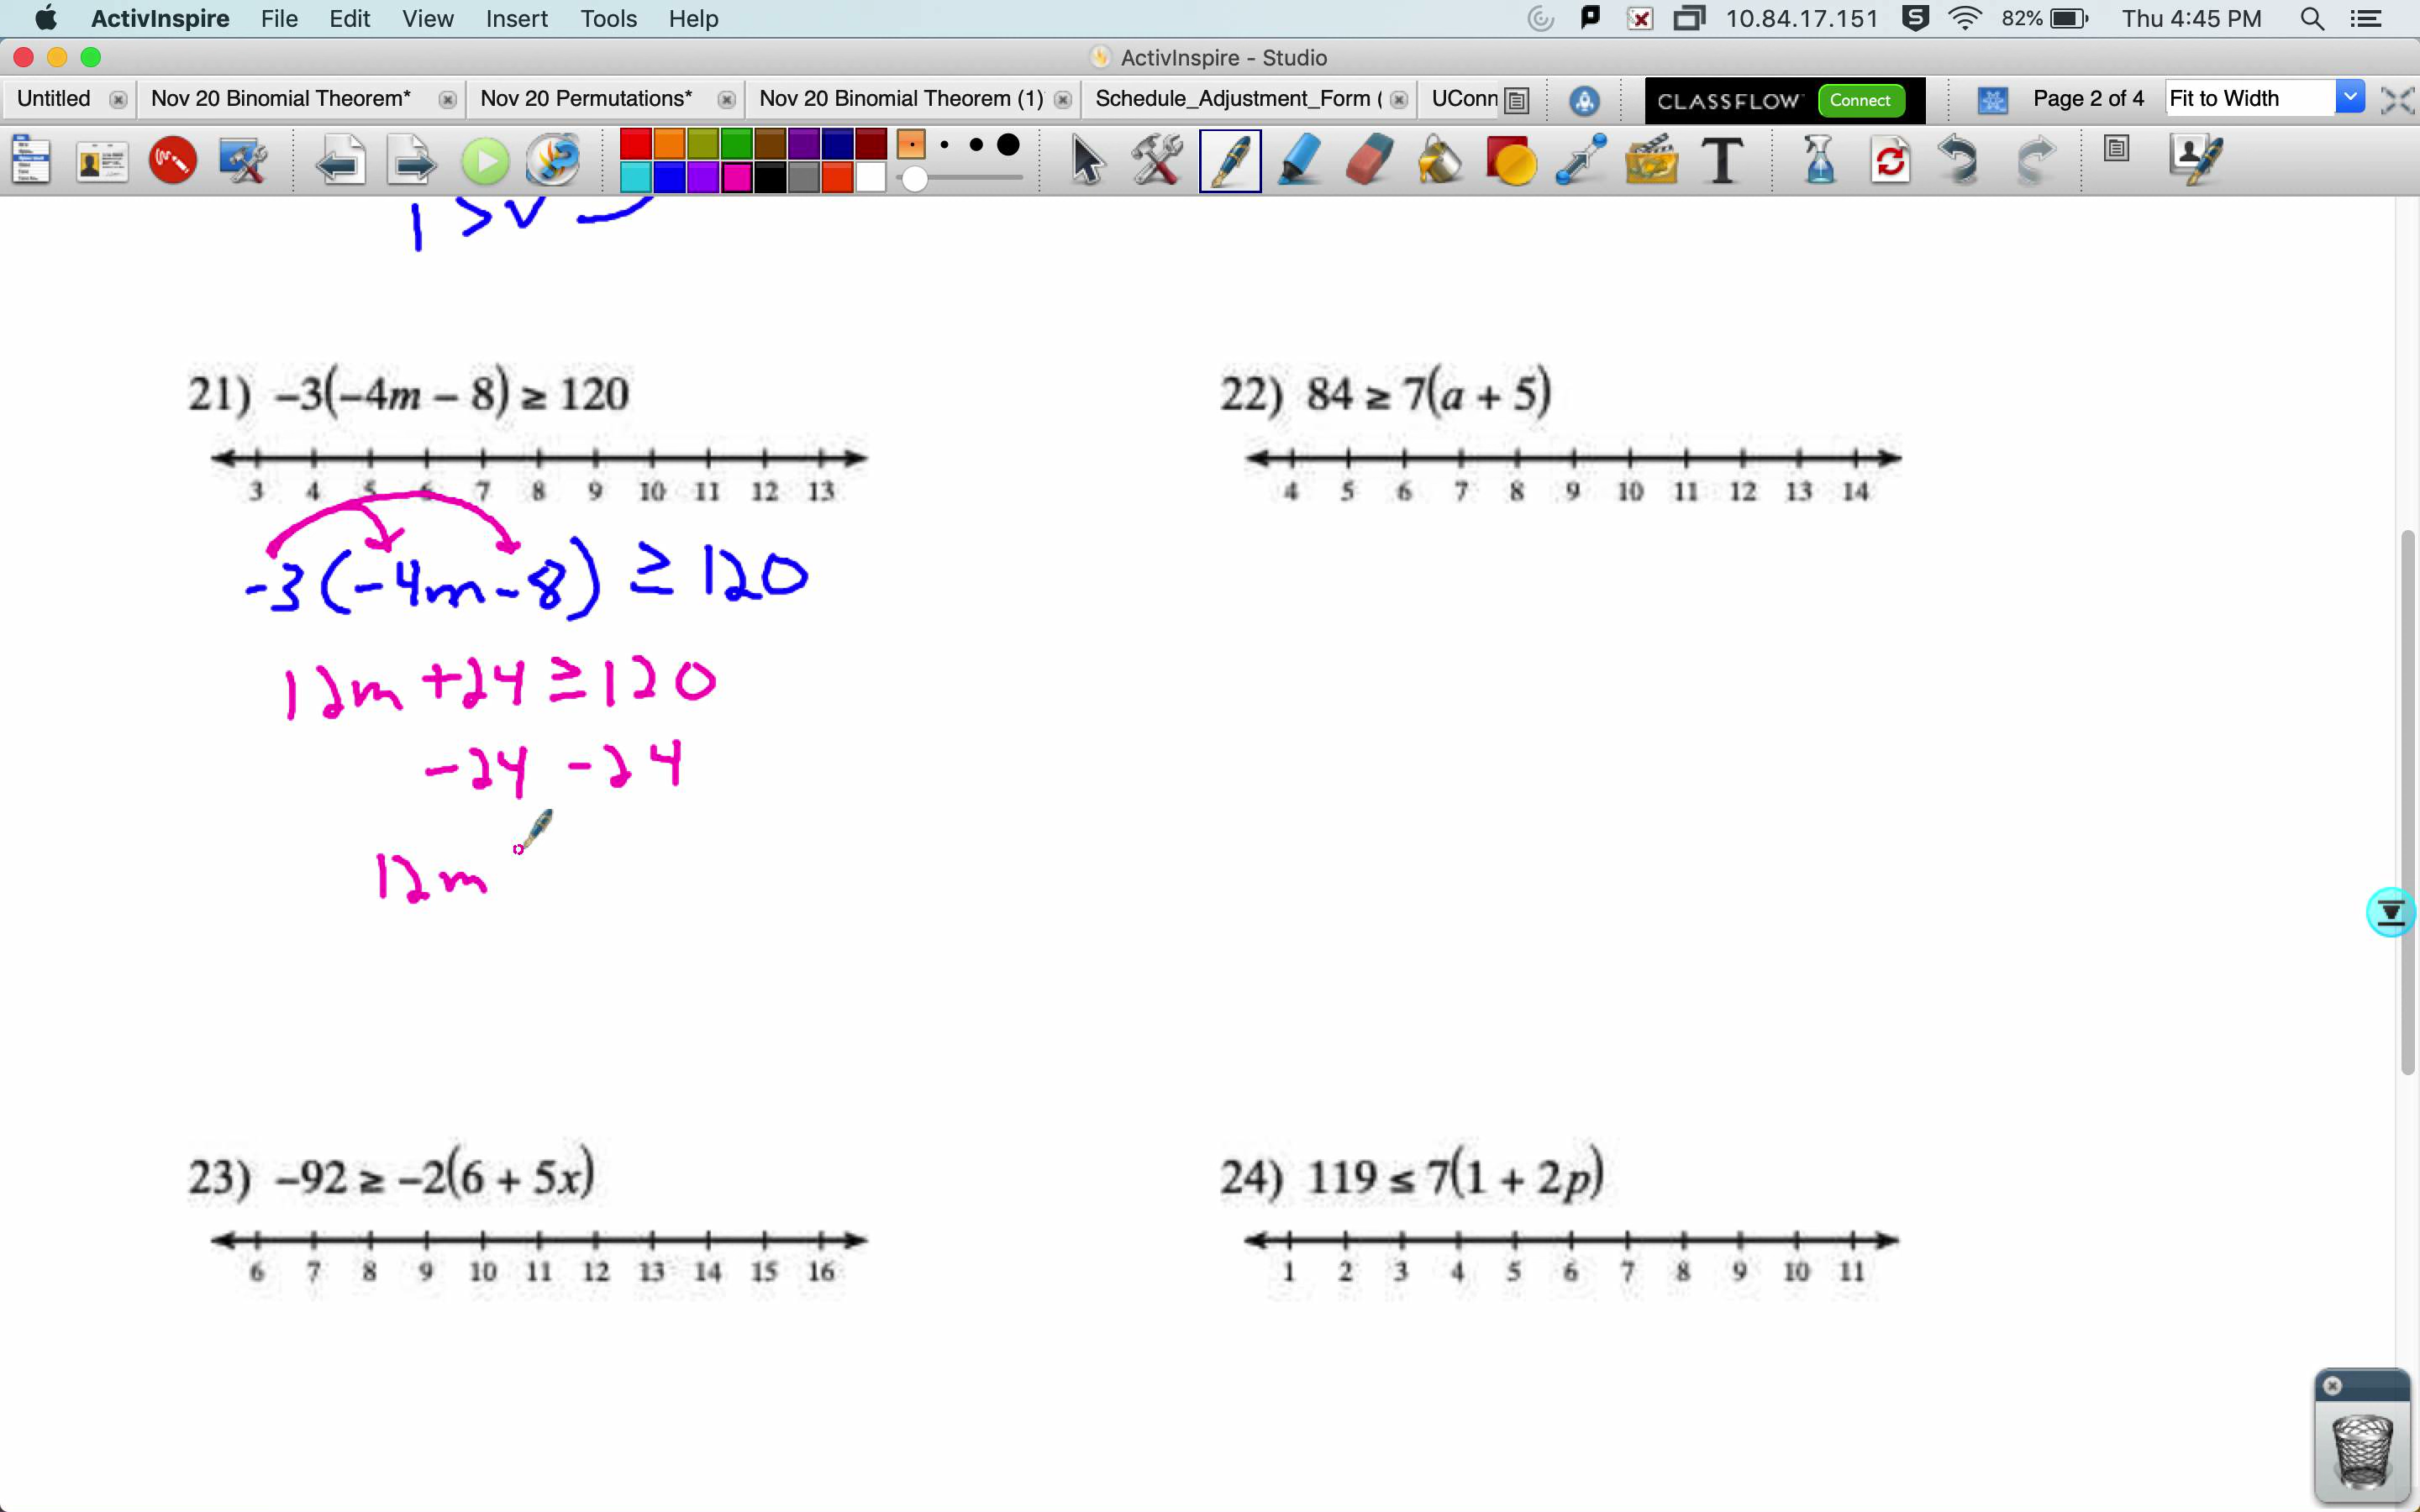 ActivInspire File Edit View Insert Tools Help 10.84.17.151 82% Thu 4:45 PM
ActivInspire - Studio
Untitled Nov 20 Binomial Theorem* Nov 20 Permutations* Nov 20 Binomial Theorem (1) Schedule_Adjustment_Form ( UConn CLASSFLOW Connect Page 2 of 4 Fit to Width
1 > v
21) −3(−4m − 8) ≥ 120
3 4 5 6 7 8 9 10 11 12 13
-3(-4m-8) ≥ 120
12m +24 ≥ 120
-24 -24
12m
22) 84 ≥ 7(a + 5)
4 5 6 7 8 9 10 11 12 13 14
23) −92 ≥ −2(6 + 5x)
6 7 8 9 10 11 12 13 14 15 16
24) 119 ≤ 7(1 + 2p)
1 2 3 4 5 6 7 8 9 10 11